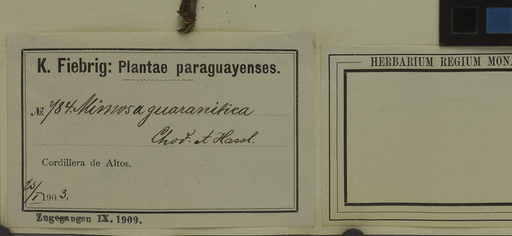 K. Fiebrig: Plantae paraguayenses.
HERBARIUM REGIUM MON
No. 784. Mimosa guaranitica
Chod. et Hassl.
Cordillera de Altos.
1903.
Zugegangen IX. 1909.